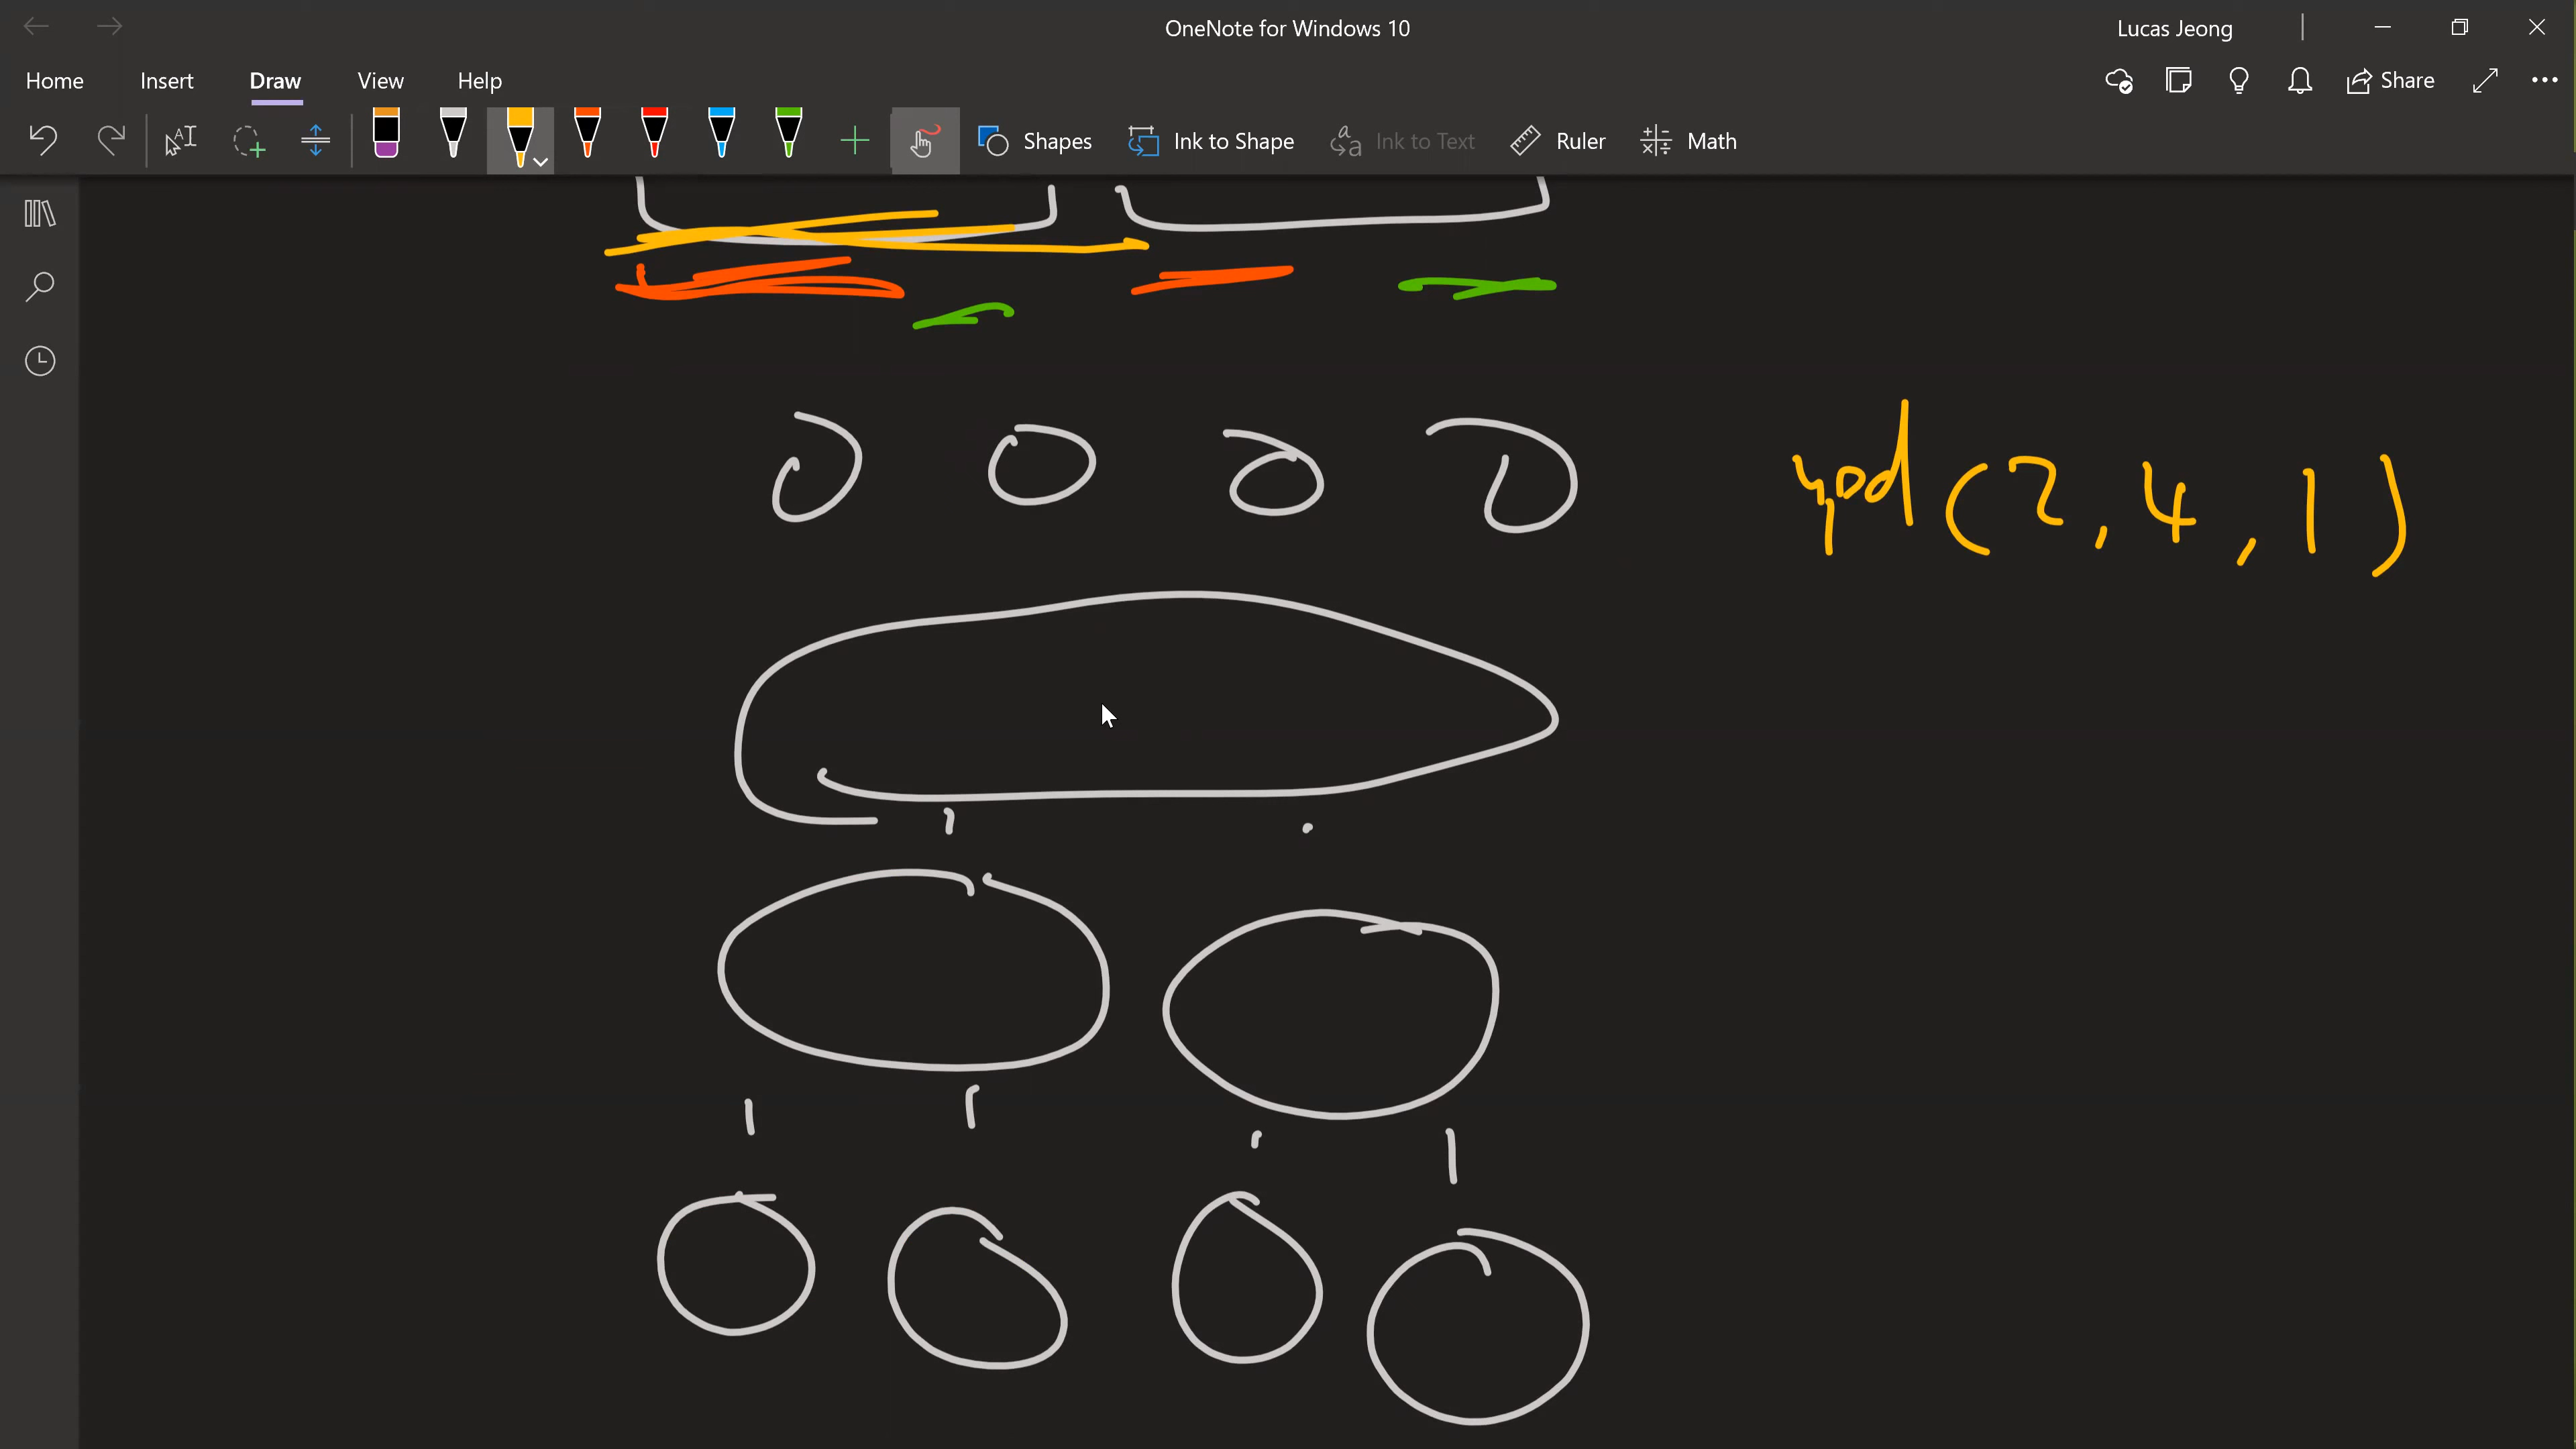 OneNote for Windows 10
Lucas Jeong
Home Insert Draw View Help
Share
Shapes Ink to Shape Ink to Text Ruler Math
(2, 4, 1)